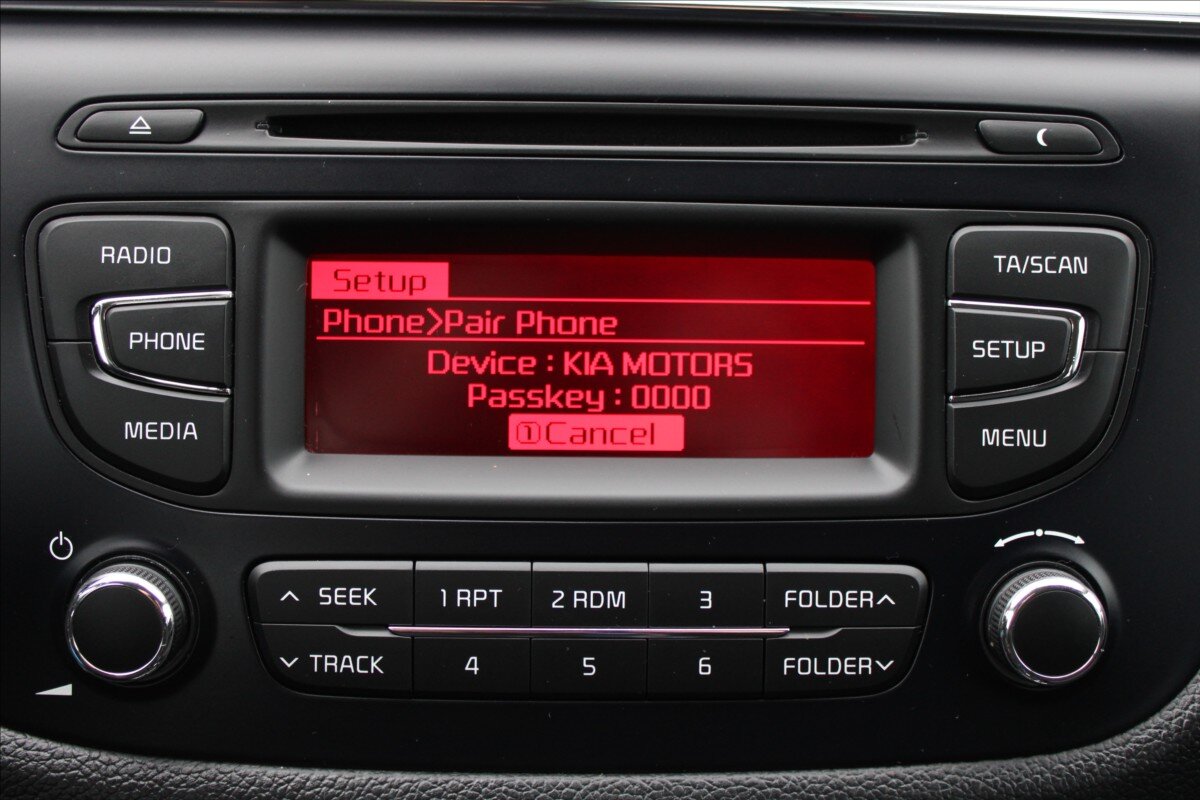 RADIO
PHONE
MEDIA
Setup
Phone>Pair Phone
Device : KIA MOTORS
Passkey : 0000
①Cancel
TA/SCAN
SETUP
MENU
SEEK
1 RPT
2 RDM
3
FOLDER
TRACK
4
5
6
FOLDER